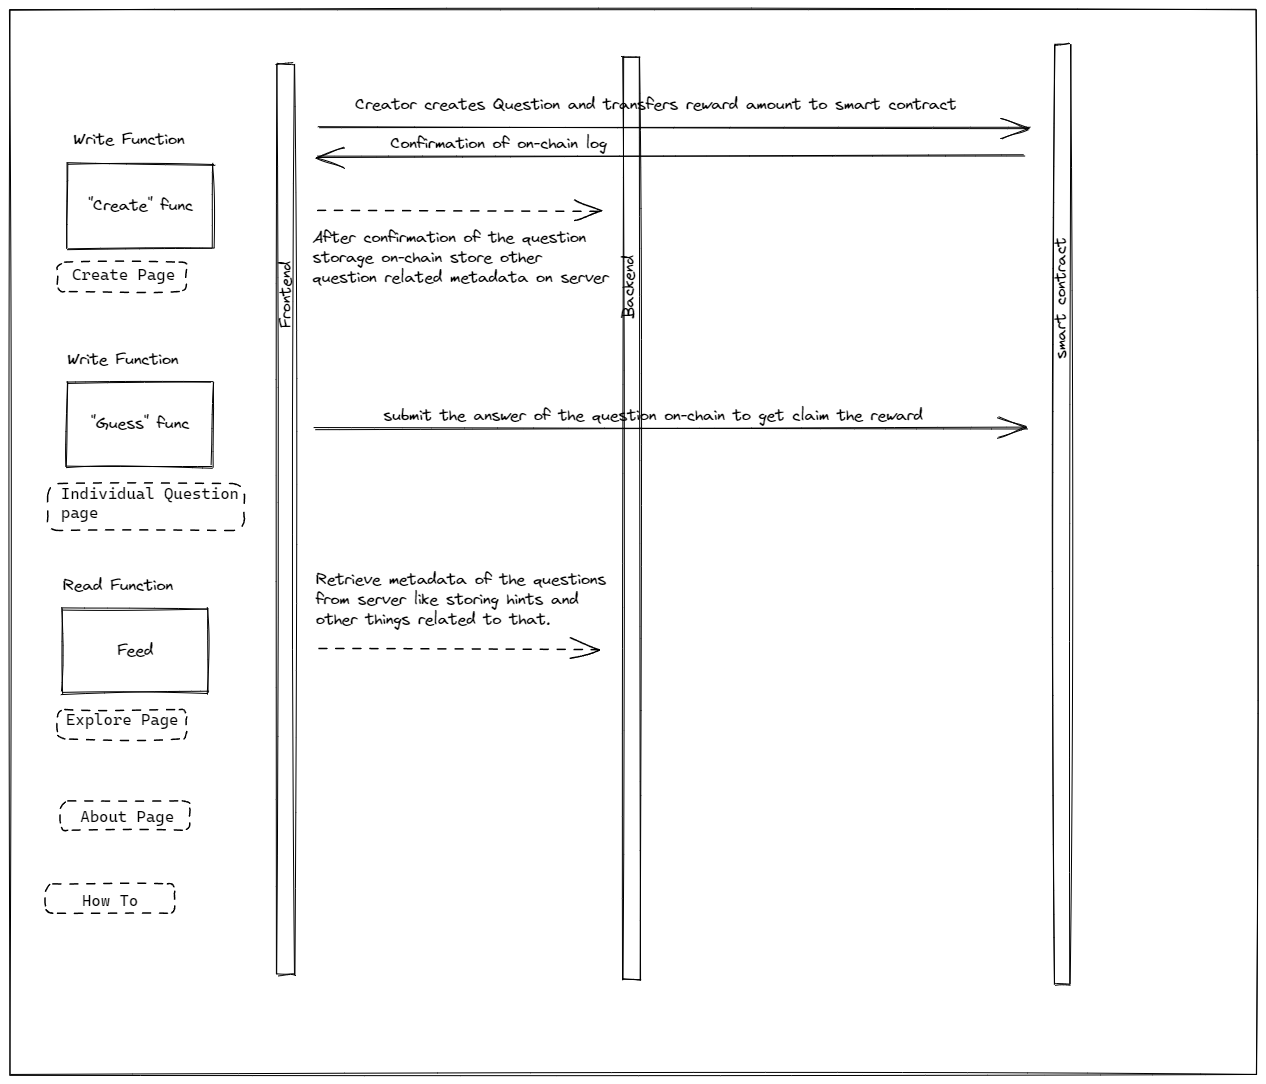 Creator creates Question and transfers reward amount to smart contract
Write Function
Confirmation of on-chain log
"Create" func
After confirmation of the question
storage on-chain store other
question related metadata on server
Create Page
Frontend
Backend
smart contract
Write Function
"Guess" func
submit the answer of the question on-chain to get claim the reward
Individual Question
page
Read Function
Retrieve metadata of the questions
from server like storing hints and
other things related to that.
Feed
Explore Page
About Page
How To